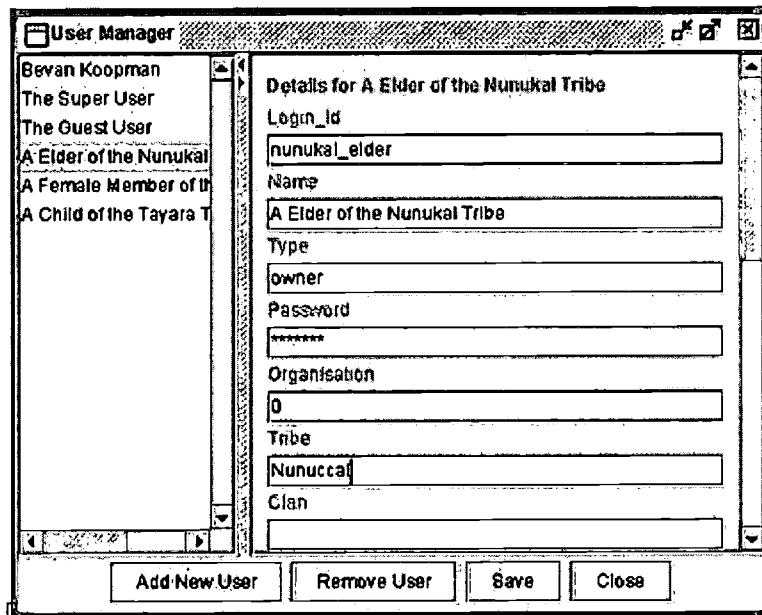 User Manager
Bevan Koopman
The Super User
The Guest User
A Elder of the Nunukal
A Female Member of th
A Child of the Tayara T
Details for A Elder of the Nunukal Tribe
Login_Id
nunukal_elder
Name
A Elder of the Nunukal Tribe
Type
owner
Password
*******
Organisation
0
Tribe
Nunuccal
Clan
Add New User
Remove User
Save
Close